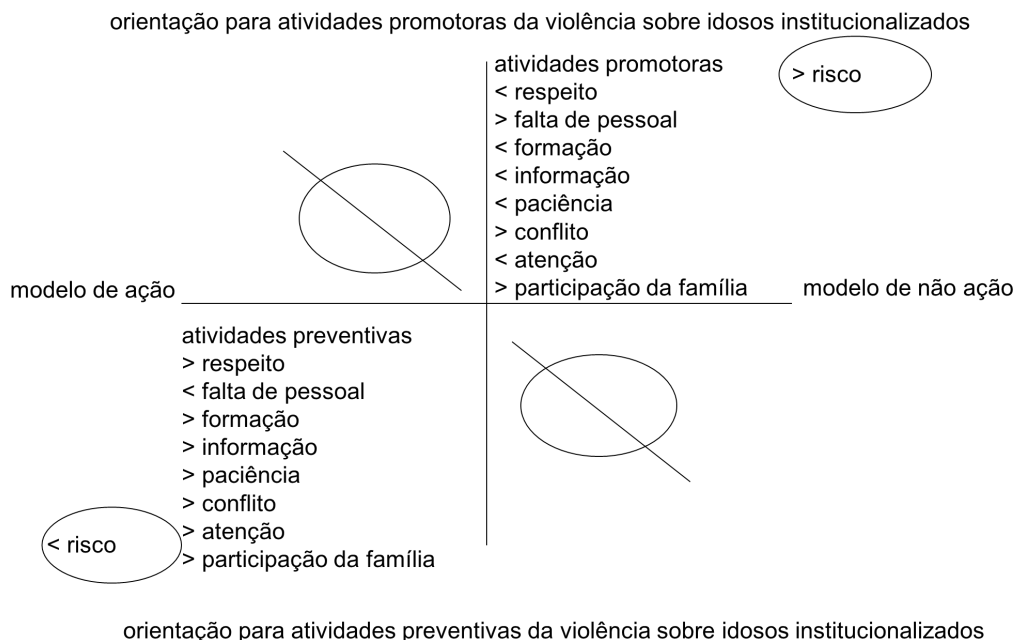 orientação para atividades promotoras da violência sobre idosos institucionalizados
atividades promotoras
> risco
< respeito
> falta de pessoal
< formação
< informação
< paciência
> conflito
< atenção
> participação da família
modelo de ação
modelo de não ação
atividades preventivas
> respeito
< falta de pessoal
> formação
> informação
> paciência
> conflito
> atenção
< risco
> participação da família
orientação para atividades preventivas da violência sobre idosos institucionalizados